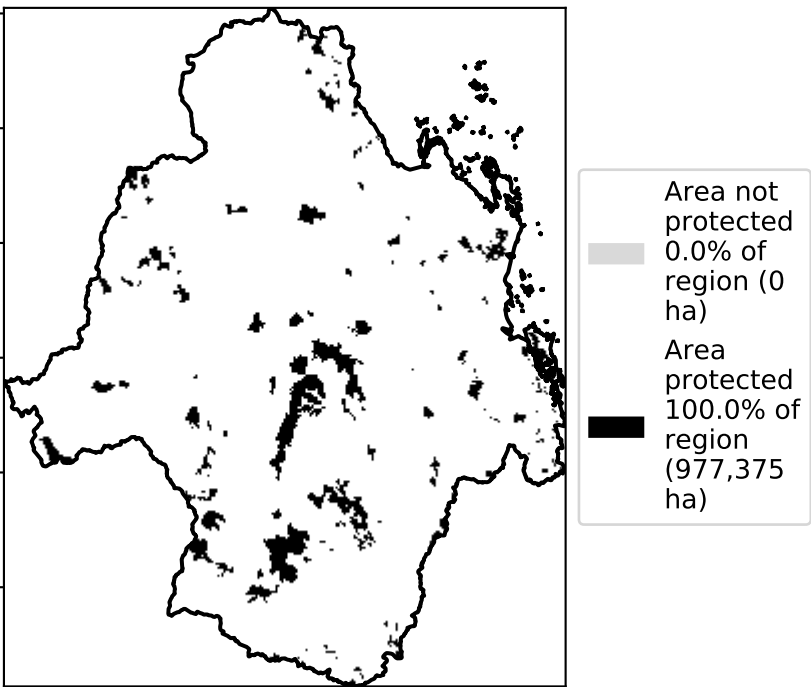 Area not
protected
0.0% of
region (0
ha)
Area
protected
100.0% of
region
(977,375
ha)